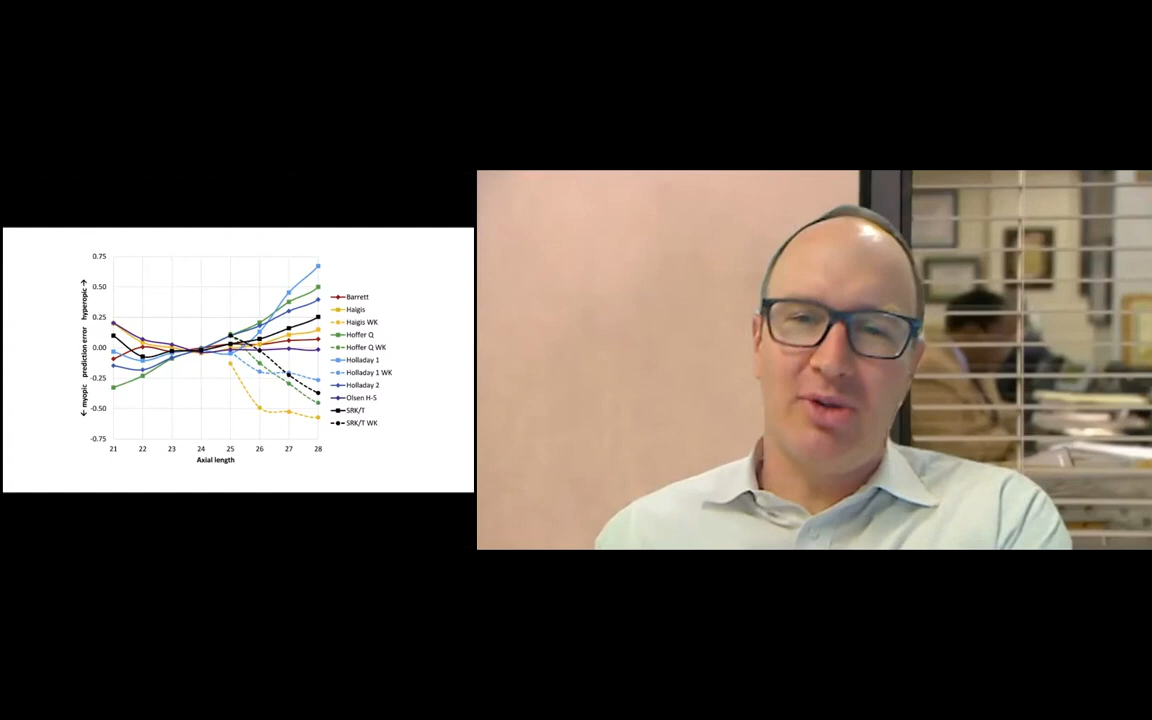 0.75
0.50
0.25
0.00
-0.25
-0.50
-0.75
← myopic prediction error hyperopic →
21 22 23 24 25 26 27 28
Axial length
Barrett
Haigis
Haigis WK
Hoffer Q
Hoffer Q WK
Holladay 1
Holladay 1 WK
Holladay 2
Olsen H-S
SRK/T
SRK/T WK